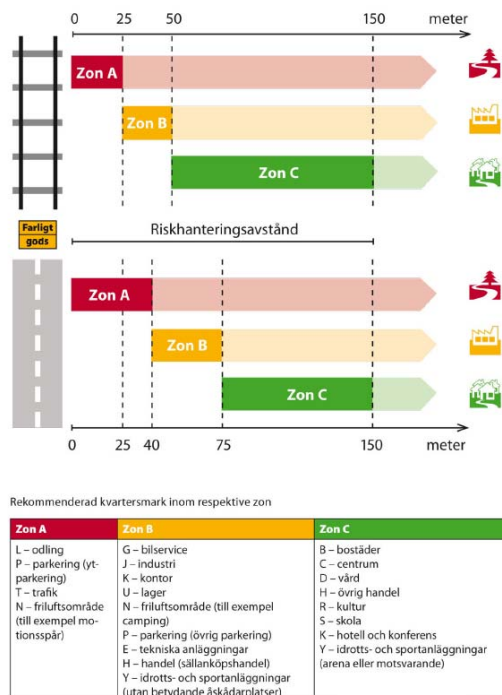 0 25 50 150 meter
Zon A
Zon B
Zon C
Farligt
gods
Riskhanteringsavstånd
Zon A
Zon B
Zon C
0 25 40 75 150 meter
Rekommenderad kvartersmark inom respektive zon
Zon A
L – odling
P – parkering (yt-
parkering)
T – trafik
N – friluftsområde
(till exempel mo-
tionsspår)
Zon B
G – bilservice
J – industri
K – kontor
U – lager
N – friluftsområde (till exempel
camping)
P – parkering (övrig parkering)
E – tekniska anläggningar
H – handel (sällanköpshandel)
Y – idrotts- och sportanläggningar
(utan betydande åskådarplatser)
Zon C
B – bostäder
C – centrum
D – vård
H – övrig handel
R – kultur
S – skola
K – hotell och konferens
Y – idrotts- och sportanläggningar
(arena eller motsvarande)